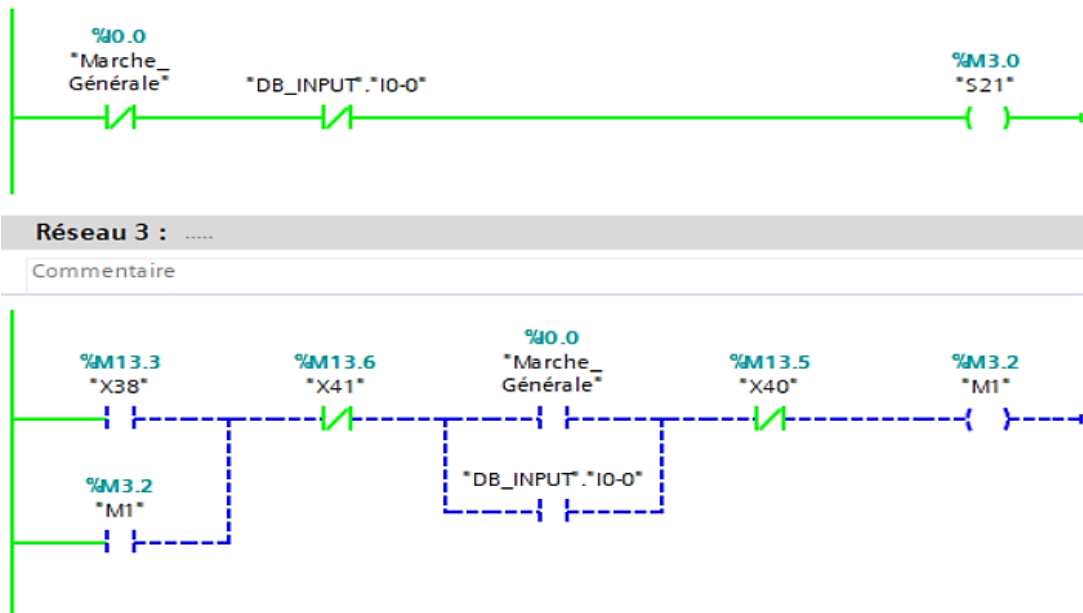 %I0.0
"Marche_
Générale"
"DB_INPUT"."I0-0"
%M3.0
"S21"
Réseau 3 : .....
Commentaire
%M13.3
"X38"
%M13.6
"X41"
%I0.0
"Marche_
Générale"
%M13.5
"X40"
%M3.2
"M1"
"DB_INPUT"."I0-0"
%M3.2
"M1"